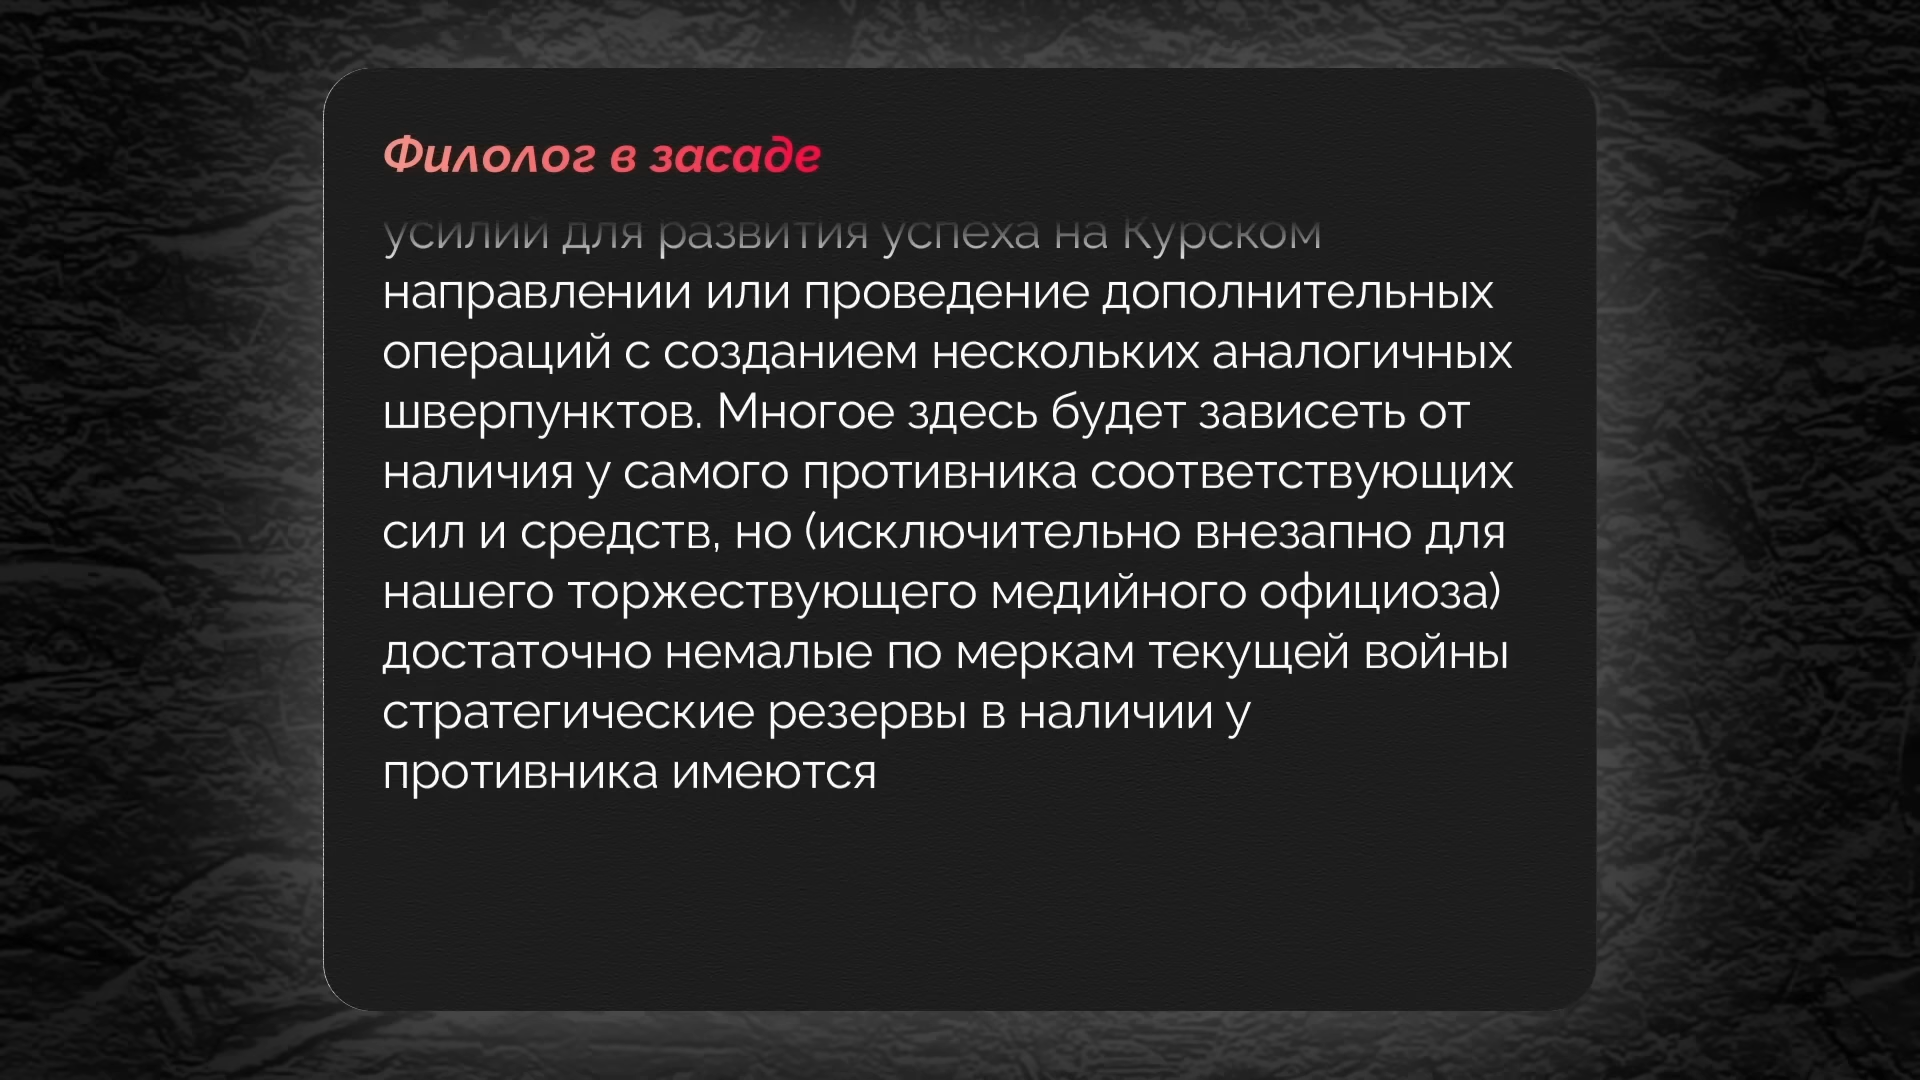 Филолог в засаде
усилий для развития успеха на Курском
направлении или проведение дополнительных
операций с созданием нескольких аналогичных
шверпунктов. Многое здесь будет зависеть от
наличия у самого противника соответствующих
сил и средств, но (исключительно внезапно для
нашего торжествующего медийного официоза)
достаточно немалые по меркам текущей войны
стратегические резервы в наличии у
противника имеются